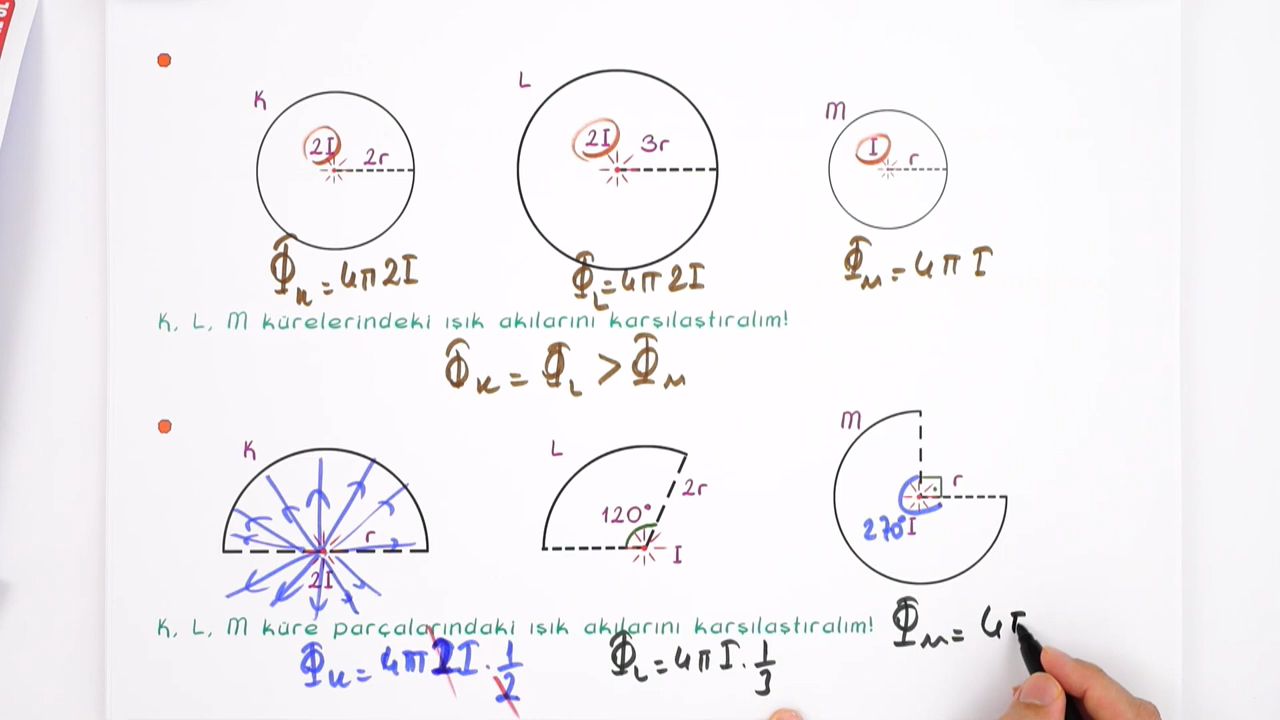 K L M
2I 2r 2I 3r I r
Φ_K = 4π2I Φ_L = 4π2I Φ_M = 4πI
K, L, M kürelerindeki ışık akılarını karşılaştıralım!
Φ_K = Φ_L > Φ_M
K L M
r 2I
120° 2r I
r 270° I
K, L, M küre parçalarındaki ışık akılarını karşılaştıralım!
Φ_K = 4π2I · 1/2 Φ_L = 4πI · 1/3 Φ_M = 4π